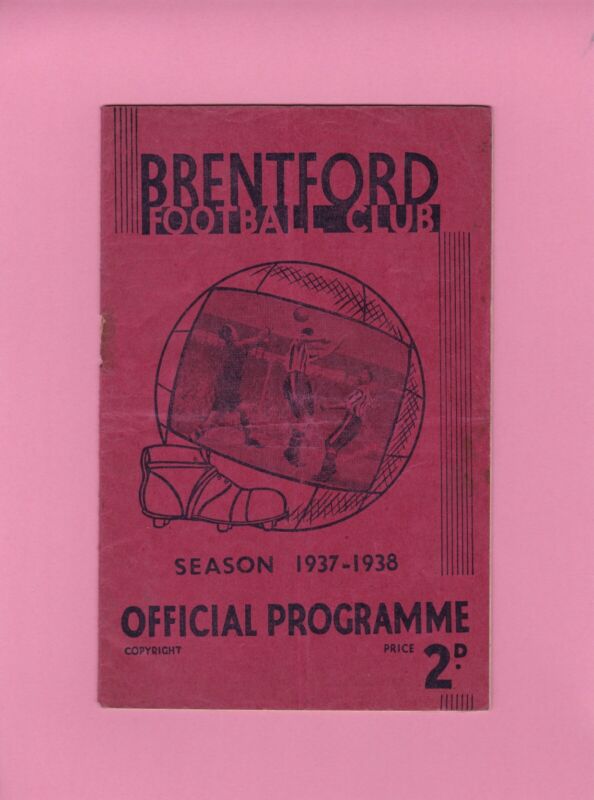 BRENTFORD
FOOTBALL CLUB
SEASON 1937-1938
OFFICIAL PROGRAMME
COPYRIGHT
PRICE 2D.